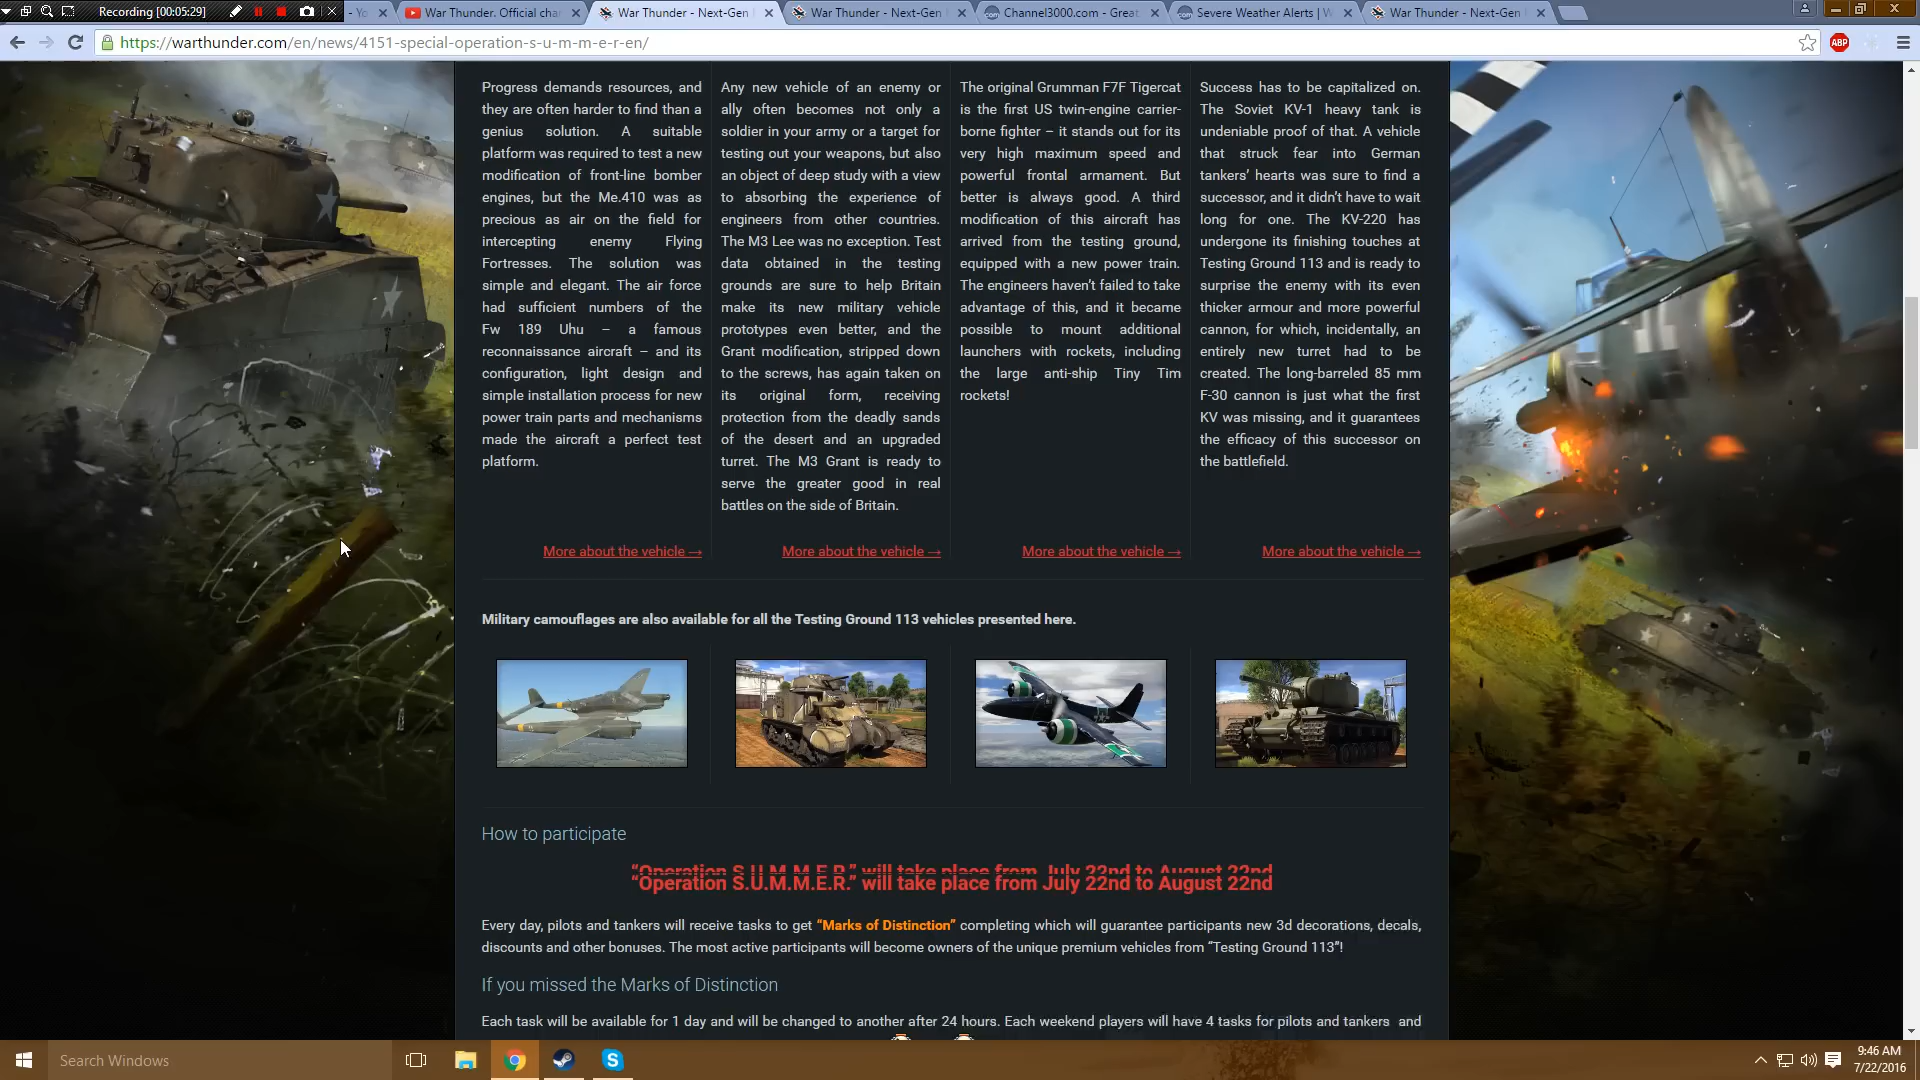 Recording [00:05:29]
- Yo
War Thunder. Official cha
War Thunder - Next-Gen
War Thunder - Next-Gen
Channel3000.com - Great
Severe Weather Alerts | W
War Thunder - Next-Gen
https://warthunder.com/en/news/4151-special-operation-s-u-m-m-e-r-en/
ABP
Progress demands resources, and
they are often harder to find than a
genius solution. A suitable
platform was required to test a new
modification of front-line bomber
engines, but the Me.410 was as
precious as air on the field for
intercepting enemy Flying
Fortresses. The solution was
simple and elegant. The air force
had sufficient numbers of the
Fw 189 Uhu – a famous
reconnaissance aircraft – and its
configuration, light design and
simple installation process for new
power train parts and mechanisms
made the aircraft a perfect test
platform.
More about the vehicle →
Any new vehicle of an enemy or
ally often becomes not only a
soldier in your army or a target for
testing out your weapons, but also
an object of deep study with a view
to absorbing the experience of
engineers from other countries.
The M3 Lee was no exception. Test
data obtained in the testing
grounds are sure to help Britain
make its new military vehicle
prototypes even better, and the
Grant modification, stripped down
to the screws, has again taken on
its original form, receiving
protection from the deadly sands
of the desert and an upgraded
turret. The M3 Grant is ready to
serve the greater good in real
battles on the side of Britain.
More about the vehicle →
The original Grumman F7F Tigercat
is the first US twin-engine carrier-
borne fighter – it stands out for its
very high maximum speed and
powerful frontal armament. But
better is always good. A third
modification of this aircraft has
arrived from the testing ground,
equipped with a new power train.
The engineers haven't failed to take
advantage of this, and it became
possible to mount additional
launchers with rockets, including
the large anti-ship Tiny Tim
rockets!
More about the vehicle →
Success has to be capitalized on.
The Soviet KV-1 heavy tank is
undeniable proof of that. A vehicle
that struck fear into German
tankers' hearts was sure to find a
successor, and it didn't have to wait
long for one. The KV-220 has
undergone its finishing touches at
Testing Ground 113 and is ready to
surprise the enemy with its even
thicker armour and more powerful
cannon, for which, incidentally, an
entirely new turret had to be
created. The long-barreled 85 mm
F-30 cannon is just what the first
KV was missing, and it guarantees
the efficacy of this successor on
the battlefield.
More about the vehicle →
Military camouflages are also available for all the Testing Ground 113 vehicles presented here.
How to participate
"Operation S.U.M.M.E.R." will take place from July 22nd to August 22nd
"Operation S.U.M.M.E.R." will take place from July 22nd to August 22nd
Every day, pilots and tankers will receive tasks to get "Marks of Distinction" completing which will guarantee participants new 3d decorations, decals,
discounts and other bonuses. The most active participants will become owners of the unique premium vehicles from "Testing Ground 113"!
If you missed the Marks of Distinction
Each task will be available for 1 day and will be changed to another after 24 hours. Each weekend players will have 4 tasks for pilots and tankers and
Search Windows
9:46 AM
7/22/2016